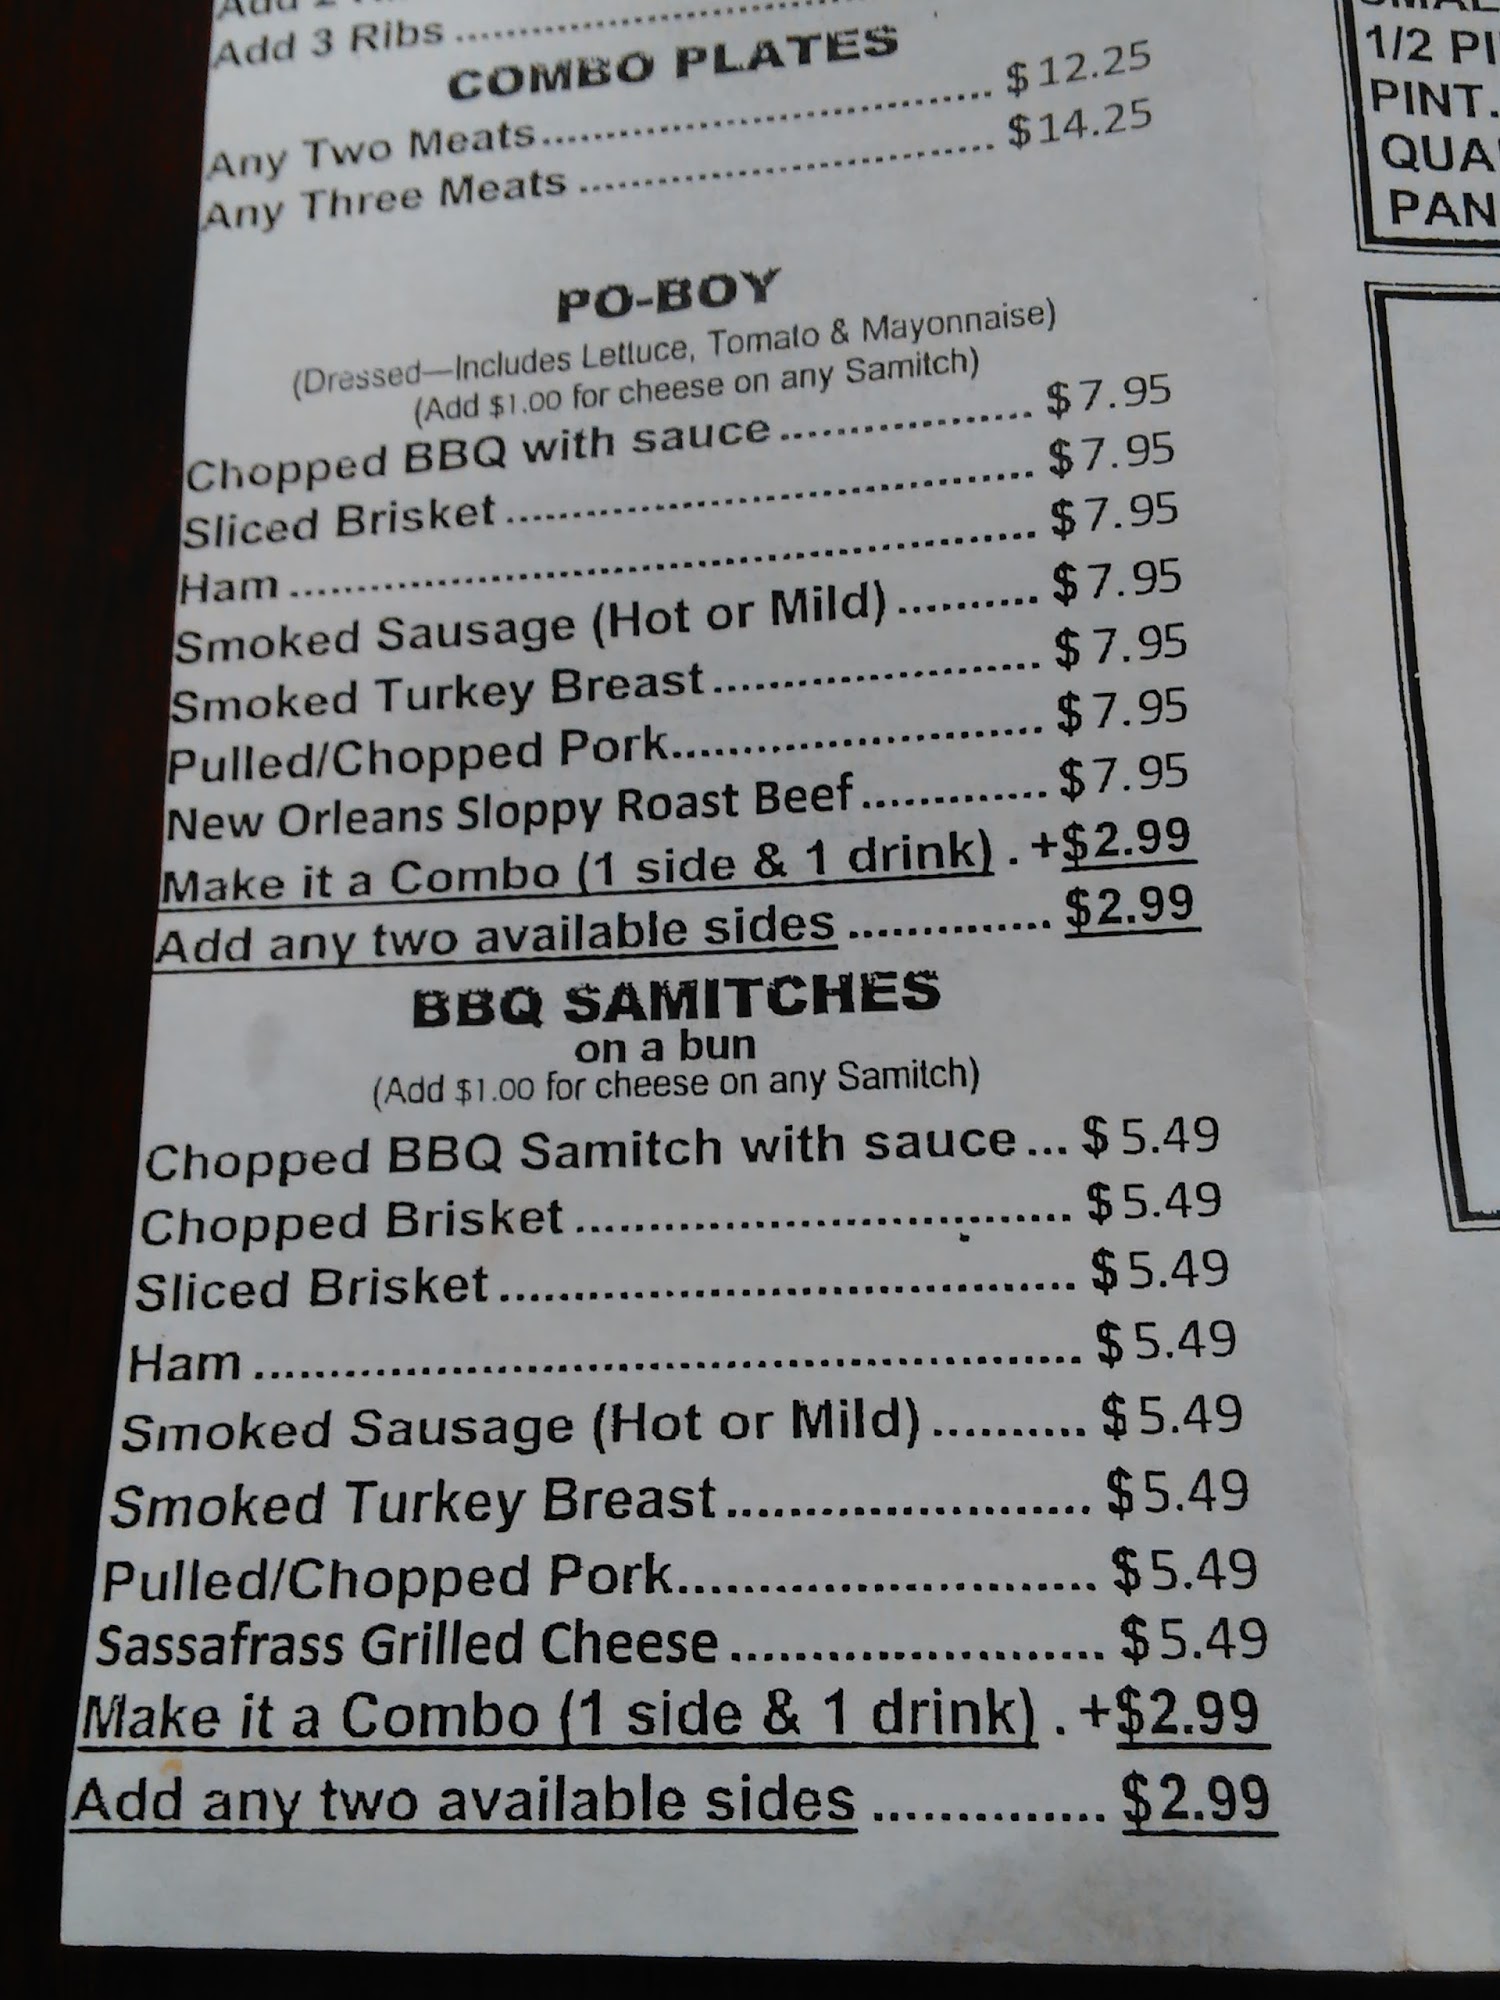 Add 3 Ribs ....................
COMBO PLATES
Any Two Meats................................. $12.25
Any Three Meats .............................. $14.25
PO-BOY
(Dressed—Includes Lettuce, Tomato & Mayonnaise)
(Add $1.00 for cheese on any Samitch)
Chopped BBQ with sauce.................. $7.95
Sliced Brisket ..................................... $7.95
Ham .................................................... $7.95
Smoked Sausage (Hot or Mild).......... $7.95
Smoked Turkey Breast....................... $7.95
Pulled/Chopped Pork......................... $7.95
New Orleans Sloppy Roast Beef............. $7.95
Make it a Combo (1 side & 1 drink) . +$2.99
Add any two available sides .............. $2.99
BBQ SAMITCHES
on a bun
(Add $1.00 for cheese on any Samitch)
Chopped BBQ Samitch with sauce... $5.49
Chopped Brisket ................................. $5.49
Sliced Brisket ...................................... $5.49
Ham ..................................................... $5.49
Smoked Sausage (Hot or Mild).......... $5.49
Smoked Turkey Breast........................ $5.49
Pulled/Chopped Pork........................... $5.49
Sassafrass Grilled Cheese........................ $5.49
Make it a Combo (1 side & 1 drink) . +$2.99
Add any two available sides .............. $2.99
1/2 PI
PINT.
QUA
PAN